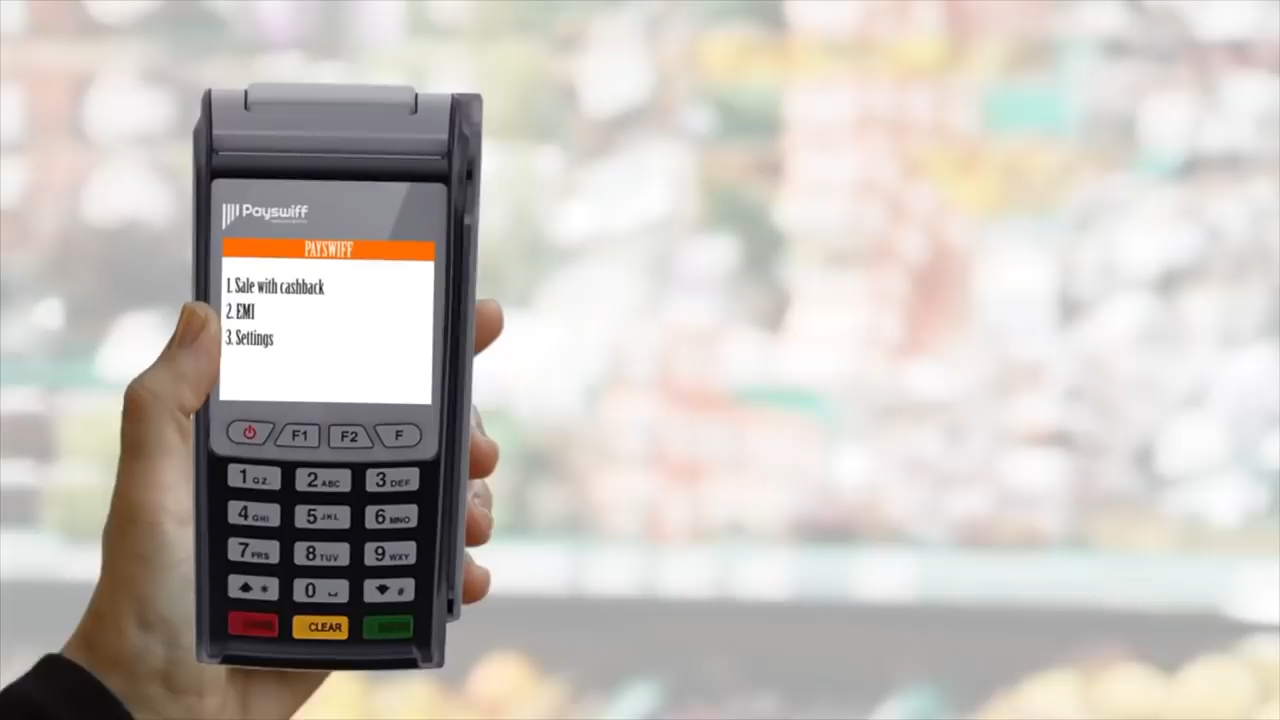 Payswiff
PAYSWIFF
1. Sale with cashback
2. EMI
3. Settings
F1 F2 F
1 QZ. 2 ABC 3 DEF
4 GHI 5 JKL 6 MNO
7 PRS 8 TUV 9 WXY
* 0 #
CLEAR